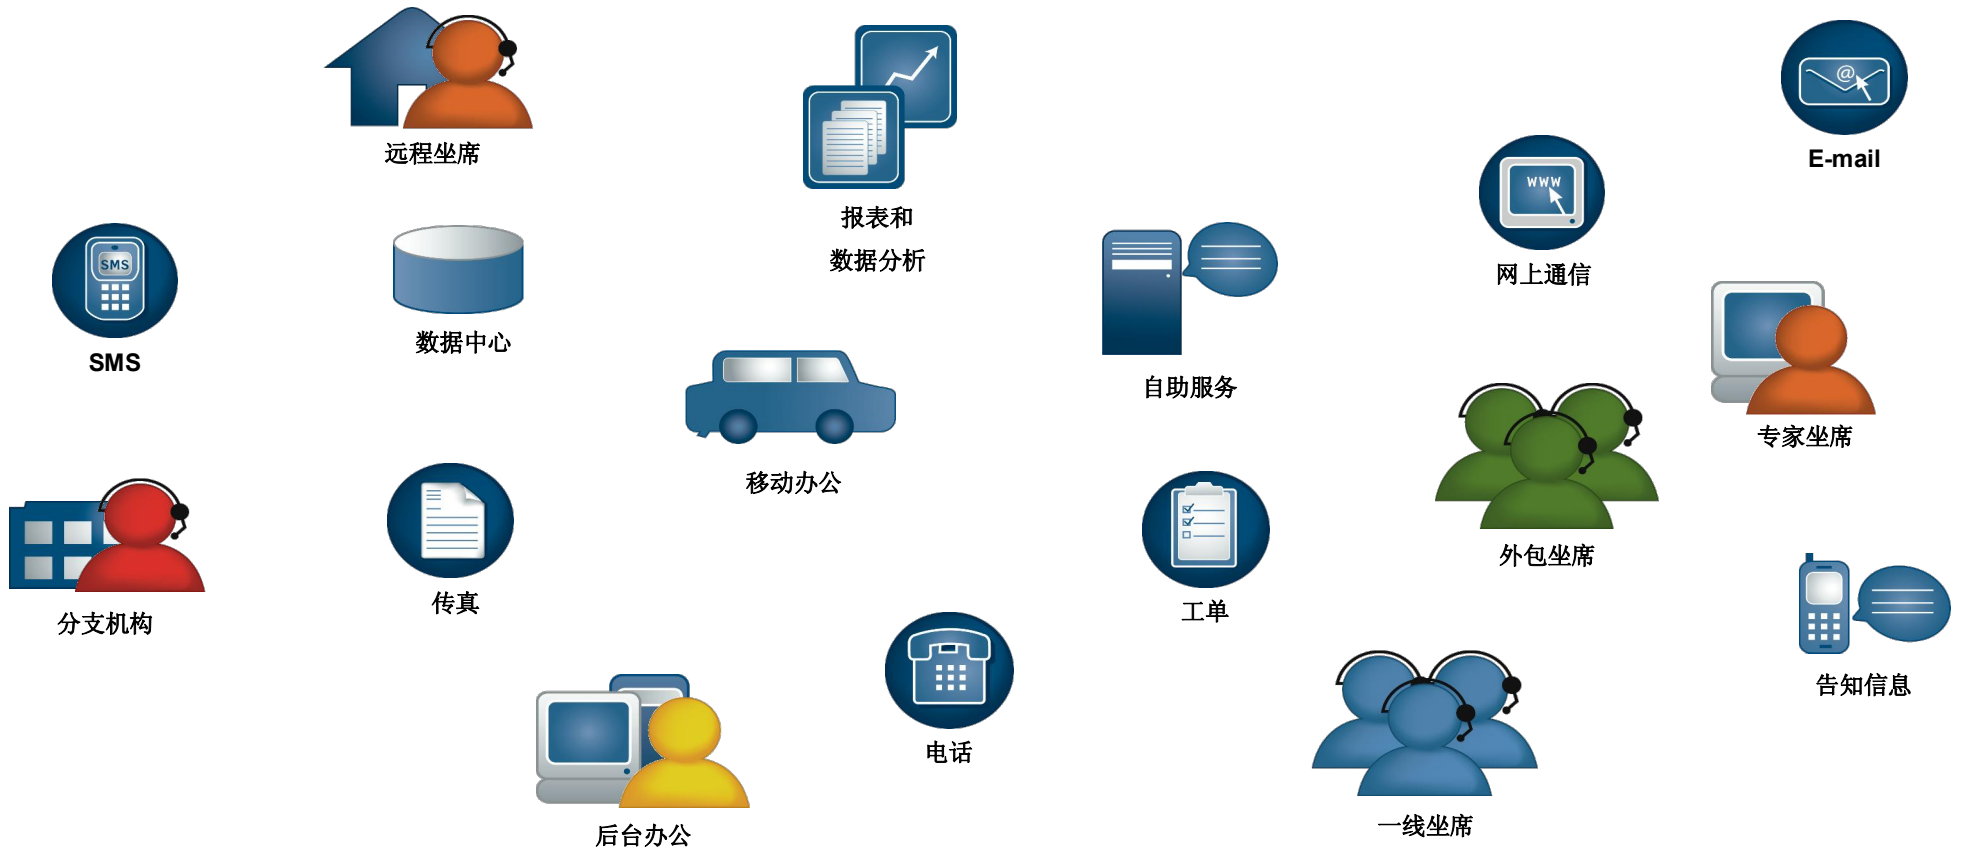 远程坐席
E-mail
@
www
报表和
数据分析
网上通信
SMS
SMS
数据中心
自助服务
专家坐席
移动办公
外包坐席
传真
工单
分支机构
告知信息
电话
一线坐席
后台办公